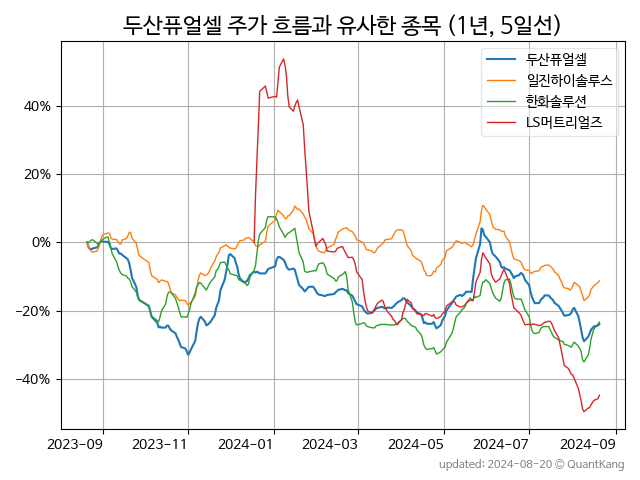 두산퓨얼셀 주가 흐름과 유사한 종목 (1년, 5일선)
두산퓨얼셀
일진하이솔루스
한화솔루션
LS머트리얼즈
40%
20%
0%
−20%
−40%
2023-09 2023-11 2024-01 2024-03 2024-05 2024-07 2024-09
updated: 2024-08-20 © QuantKang